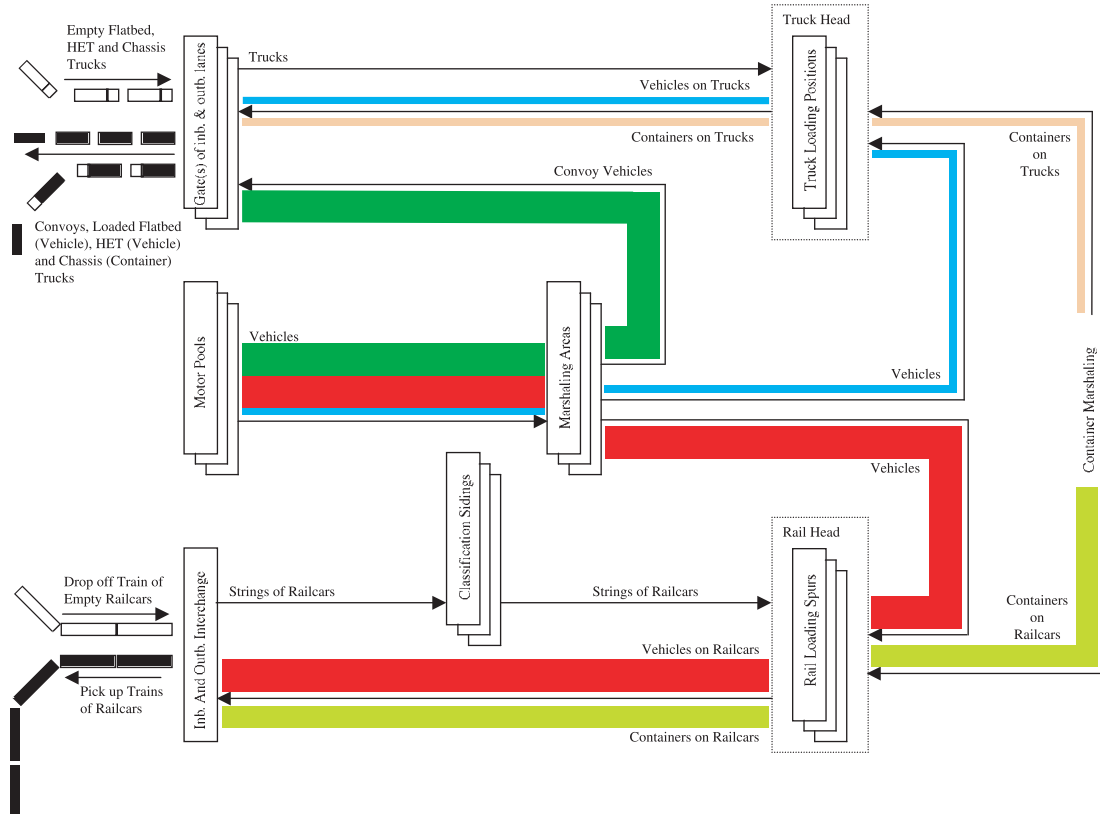 Empty Flatbed,
HET and Chassis
Trucks
Gate(s) of inb. & outb. lanes
Trucks
Vehicles on Trucks
Containers on Trucks
Convoy Vehicles
Truck Head
Truck Loading Positions
Containers
on
Trucks
Convoys, Loaded Flatbed
(Vehicle), HET (Vehicle)
and Chassis (Container)
Trucks
Motor Pools
Vehicles
Marshaling Areas
Vehicles
Container Marshaling
Vehicles
Classification Sidings
Rail Head
Rail Loading Spurs
Drop off Train of
Empty Railcars
Inb. And Outb. Interchange
Strings of Railcars
Strings of Railcars
Containers
on
Railcars
Vehicles on Railcars
Pick up Trains
of Railcars
Containers on Railcars